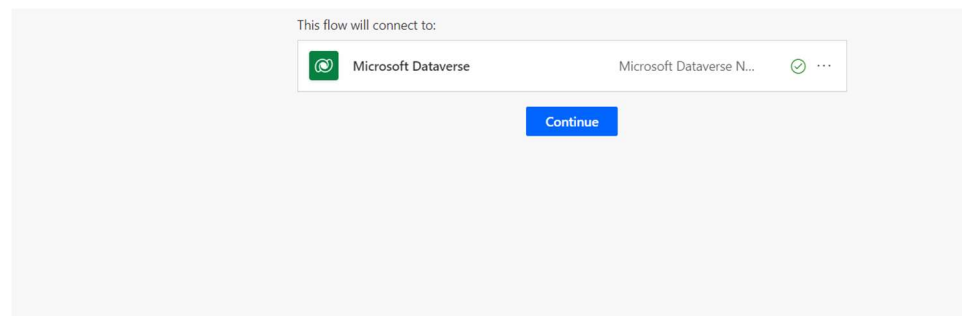 This flow will connect to:
Microsoft Dataverse Microsoft Dataverse N... ...
Continue